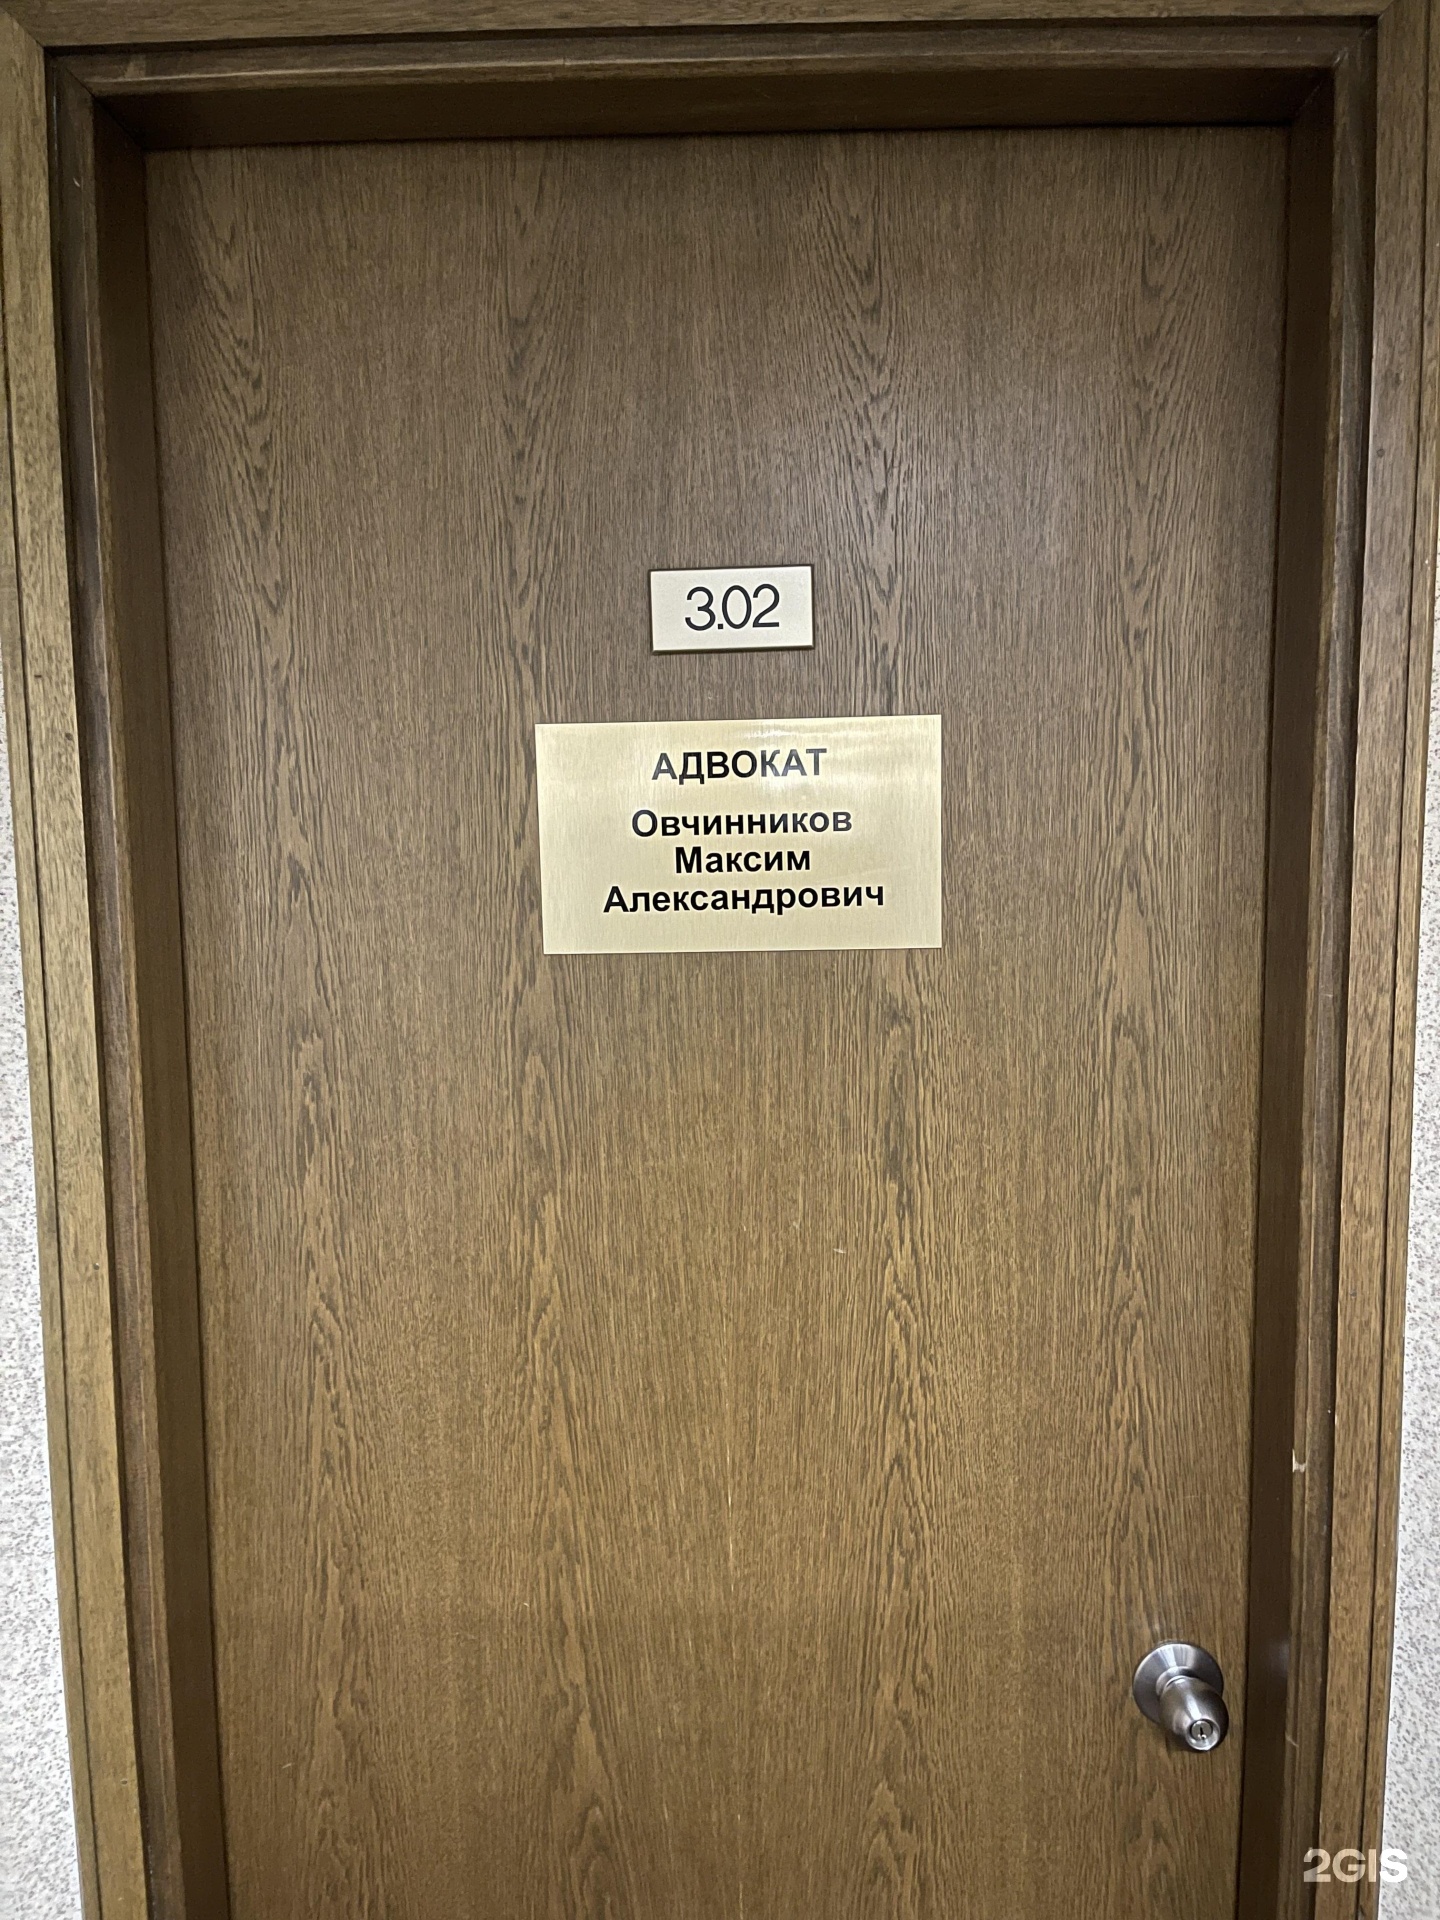 3.02
АДВОКАТ
Овчинников
Максим
Александрович
2GIS